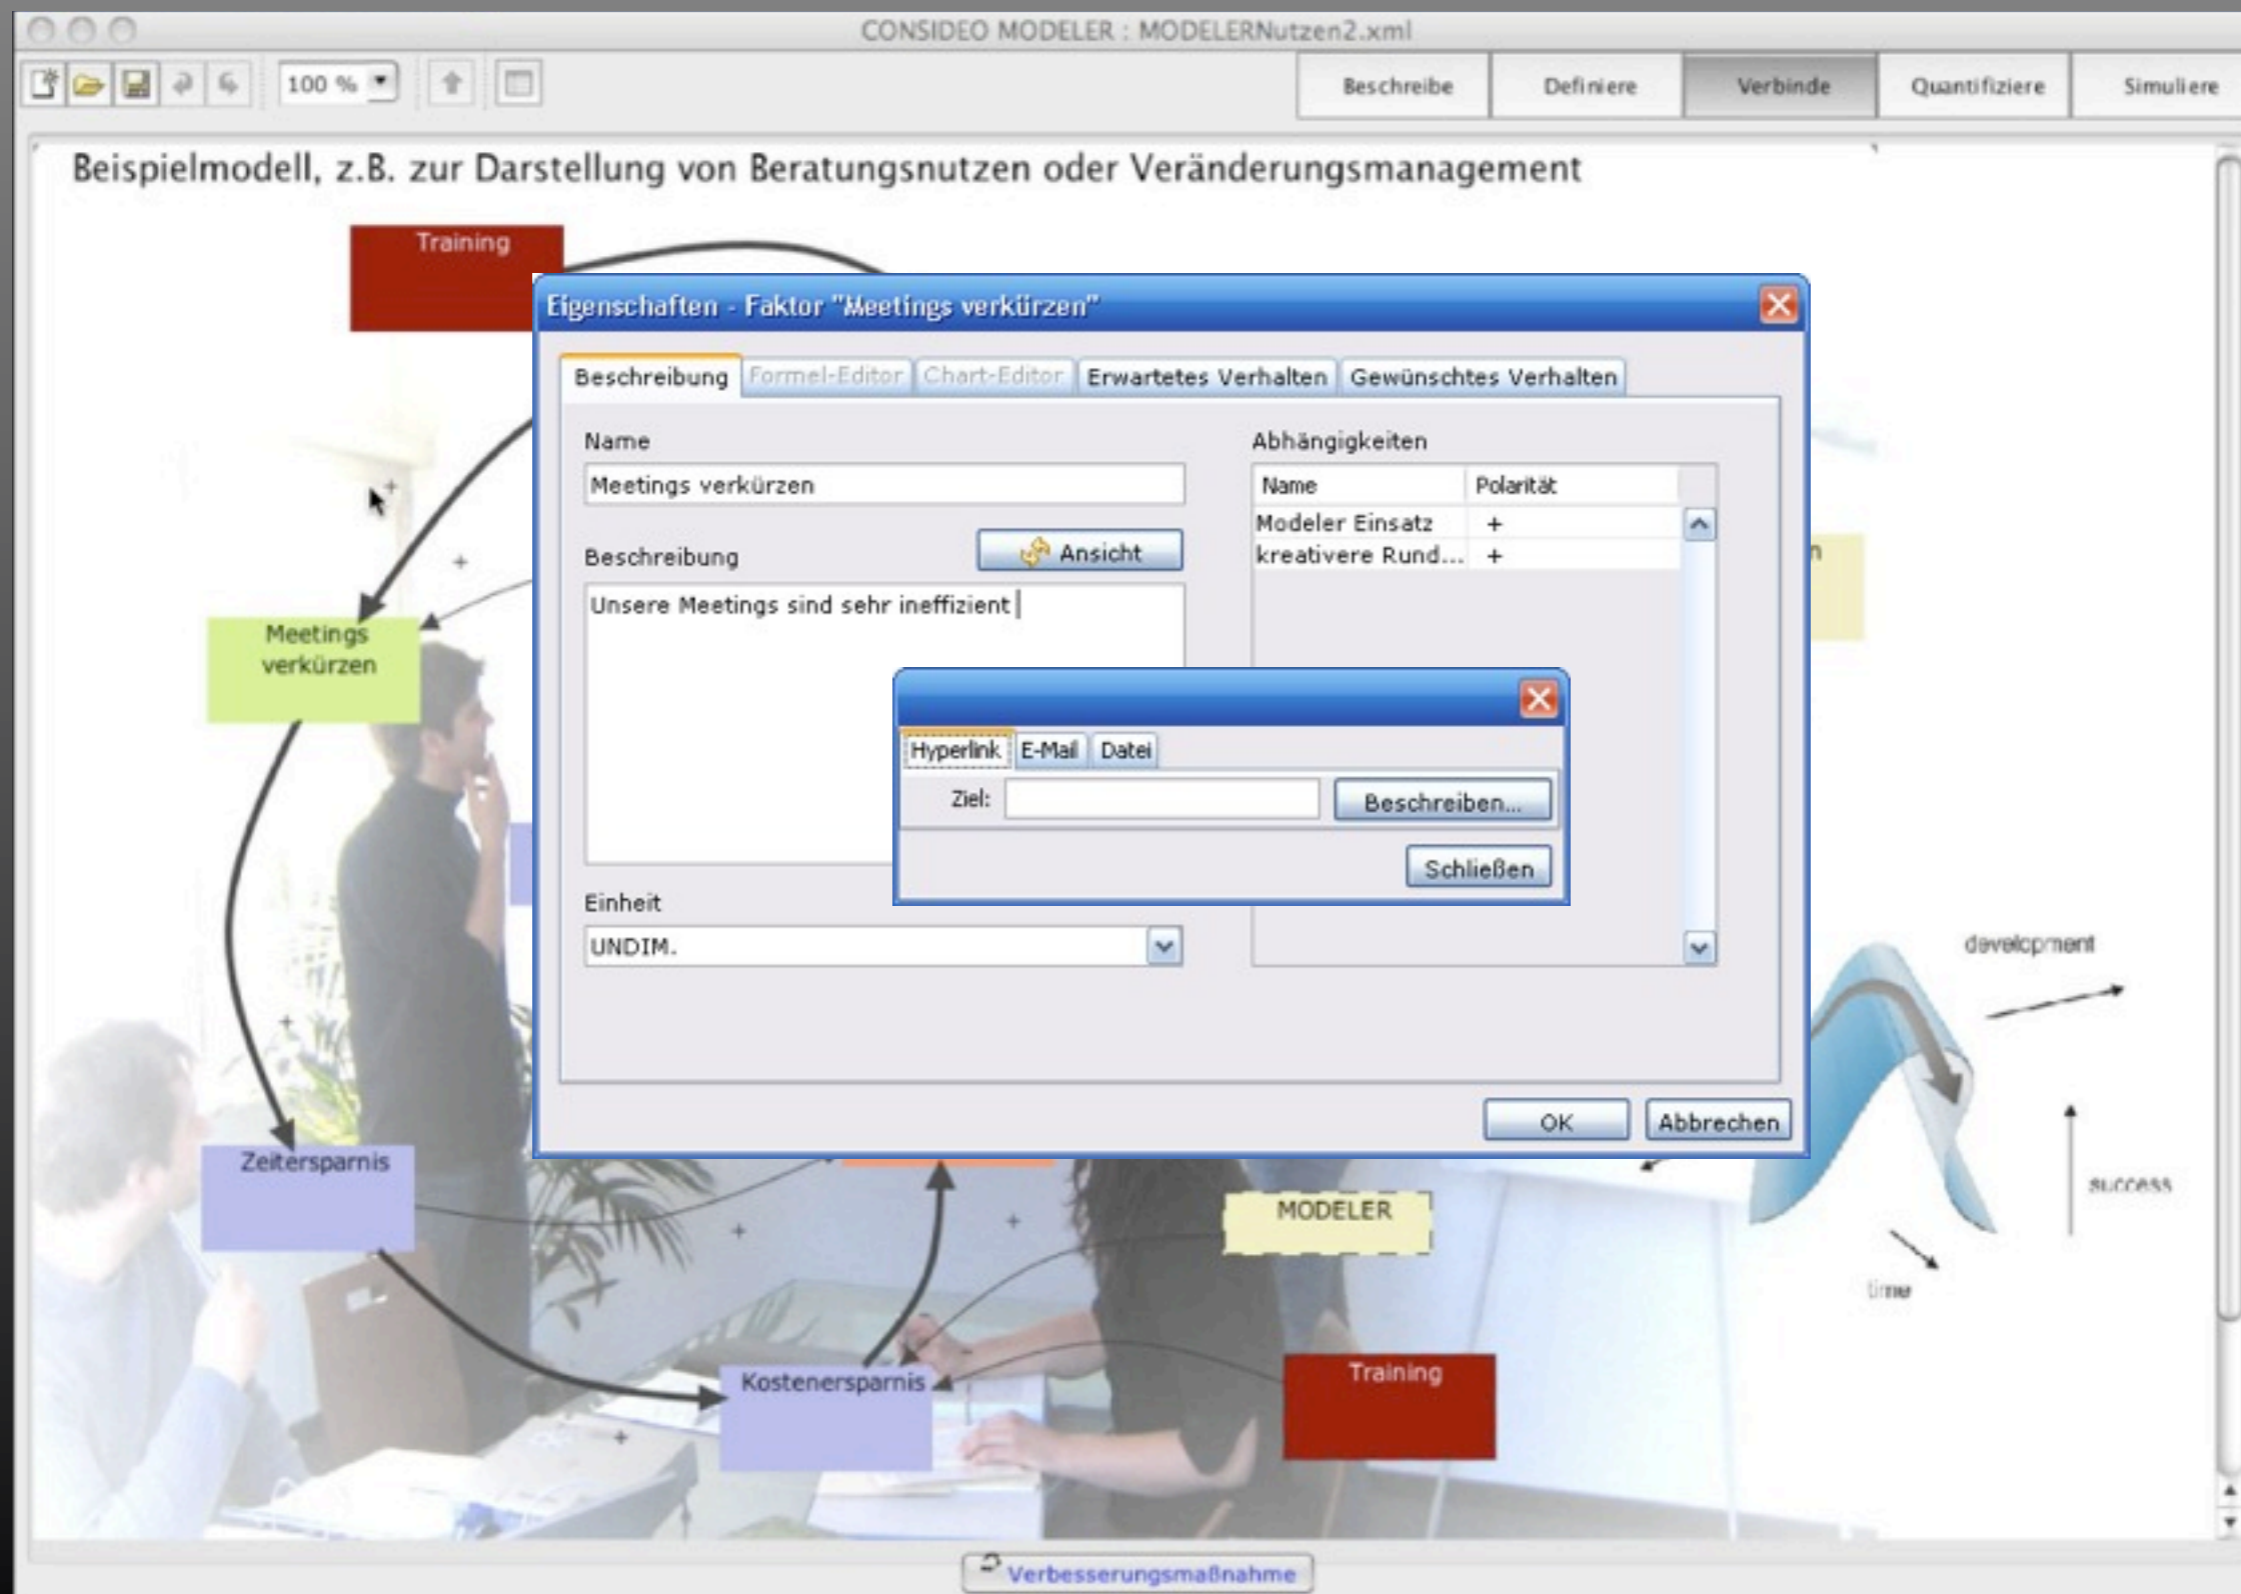 CONSIDEO MODELER : MODELERNutzen2.xml
100 %
Beschreibe
Definiere
Verbinde
Quantifiziere
Simuliere
Beispielmodell, z.B. zur Darstellung von Beratungsnutzen oder Veränderungsmanagement
Training
Eigenschaften - Faktor "Meetings verkürzen"
Beschreibung
Formel-Editor
Chart-Editor
Erwartetes Verhalten
Gewünschtes Verhalten
Name
Meetings verkürzen
Beschreibung
Ansicht
Unsere Meetings sind sehr ineffizient
Abhängigkeiten
Name
Polarität
Modeler Einsatz +
kreativere Rund... +
Meetings
verkürzen
Hyperlink
E-Mail
Datei
Ziel:
Beschreiben...
Schließen
Einheit
UNDIM.
OK
Abbrechen
development
success
time
Zeitersparnis
MODELER
Kostenersparnis
Training
Verbesserungsmaßnahme